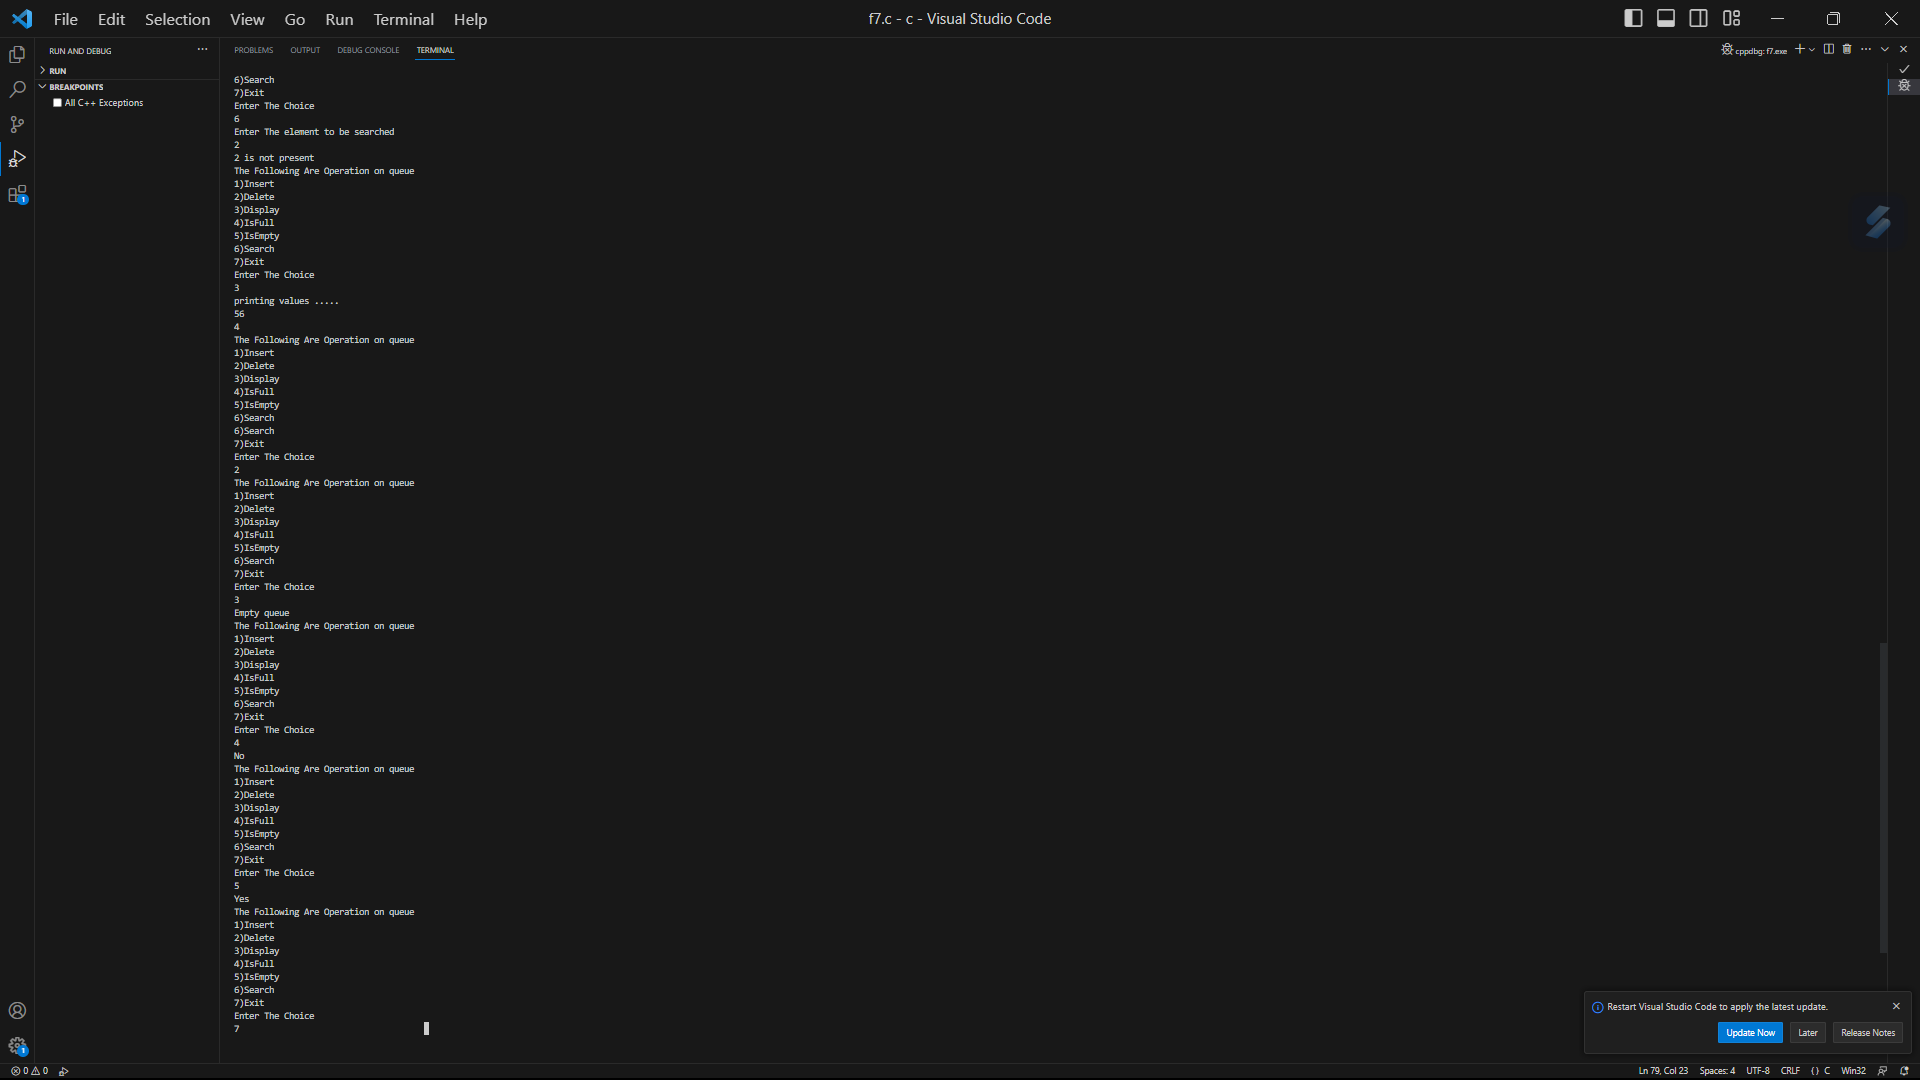 File Edit Selection View Go Run Terminal Help
f7.c - c - Visual Studio Code
RUN AND DEBUG
RUN
BREAKPOINTS
All C++ Exceptions
PROBLEMS OUTPUT DEBUG CONSOLE TERMINAL
cppdbg: f7.exe
6)Search
7)Exit
Enter The Choice
6
Enter The element to be searched
2
2 is not present
The Following Are Operation on queue
1)Insert
2)Delete
3)Display
4)IsFull
5)IsEmpty
6)Search
7)Exit
Enter The Choice
3
printing values .....
56
4
The Following Are Operation on queue
1)Insert
2)Delete
3)Display
4)IsFull
5)IsEmpty
6)Search
6)Search
7)Exit
Enter The Choice
2
The Following Are Operation on queue
1)Insert
2)Delete
3)Display
4)IsFull
5)IsEmpty
6)Search
7)Exit
Enter The Choice
3
Empty queue
The Following Are Operation on queue
1)Insert
2)Delete
3)Display
4)IsFull
5)IsEmpty
6)Search
7)Exit
Enter The Choice
4
No
The Following Are Operation on queue
1)Insert
2)Delete
3)Display
4)IsFull
5)IsEmpty
6)Search
7)Exit
Enter The Choice
5
Yes
The Following Are Operation on queue
1)Insert
2)Delete
3)Display
4)IsFull
5)IsEmpty
6)Search
7)Exit
Enter The Choice
7
1
1
Restart Visual Studio Code to apply the latest update.
Update Now Later Release Notes
0 0
Ln 79, Col 23 Spaces: 4 UTF-8 CRLF {} C Win32